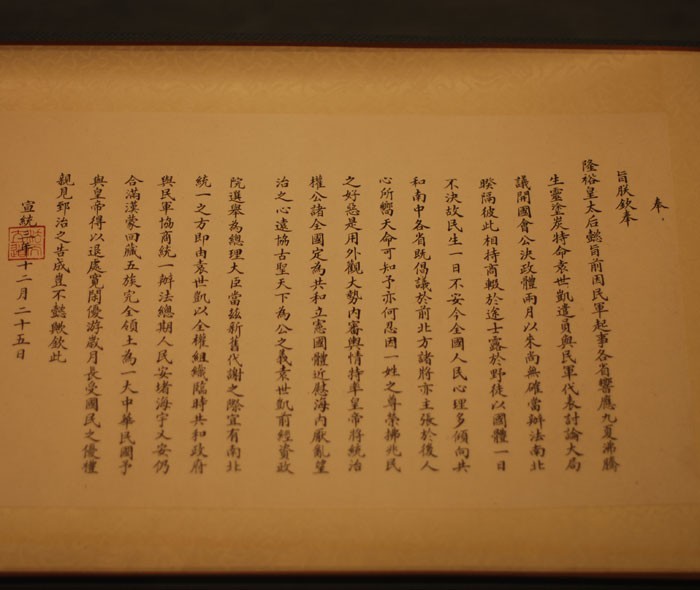 奉
旨朕欽奉
隆裕皇太后懿旨前因民軍起事各省響應九夏沸騰
生靈塗炭特命袁世凱遣員與民軍代表討論大局
議開國會公決政體兩月以來尚無確當辦法南北
暌隔彼此相持商輟於途士露於野徒以國體一日
不決故民生一日不安今全國人民心理多傾向共
和南中各省既倡議於前北方諸將亦主張於後人
心所嚮天命可知予亦何忍因一姓之尊榮拂兆民
之好惡是用外觀大勢內審輿情特率皇帝將統治
權公諸全國定為共和立憲國體近慰海內厭亂望
治之心遠協古聖天下為公之義袁世凱前經資政
院選舉為總理大臣當茲新舊代謝之際宜有南北
統一之方即由袁世凱以全權組織臨時共和政府
與民軍協商統一辦法總期人民安堵海宇乂安仍
合滿漢蒙回藏五族完全領土為一大中華民國予
與皇帝得以退處寬閒優游歲月長受國民之優禮
親見郅治之告成豈不懿歟欽此
宣統三年十二月二十五日